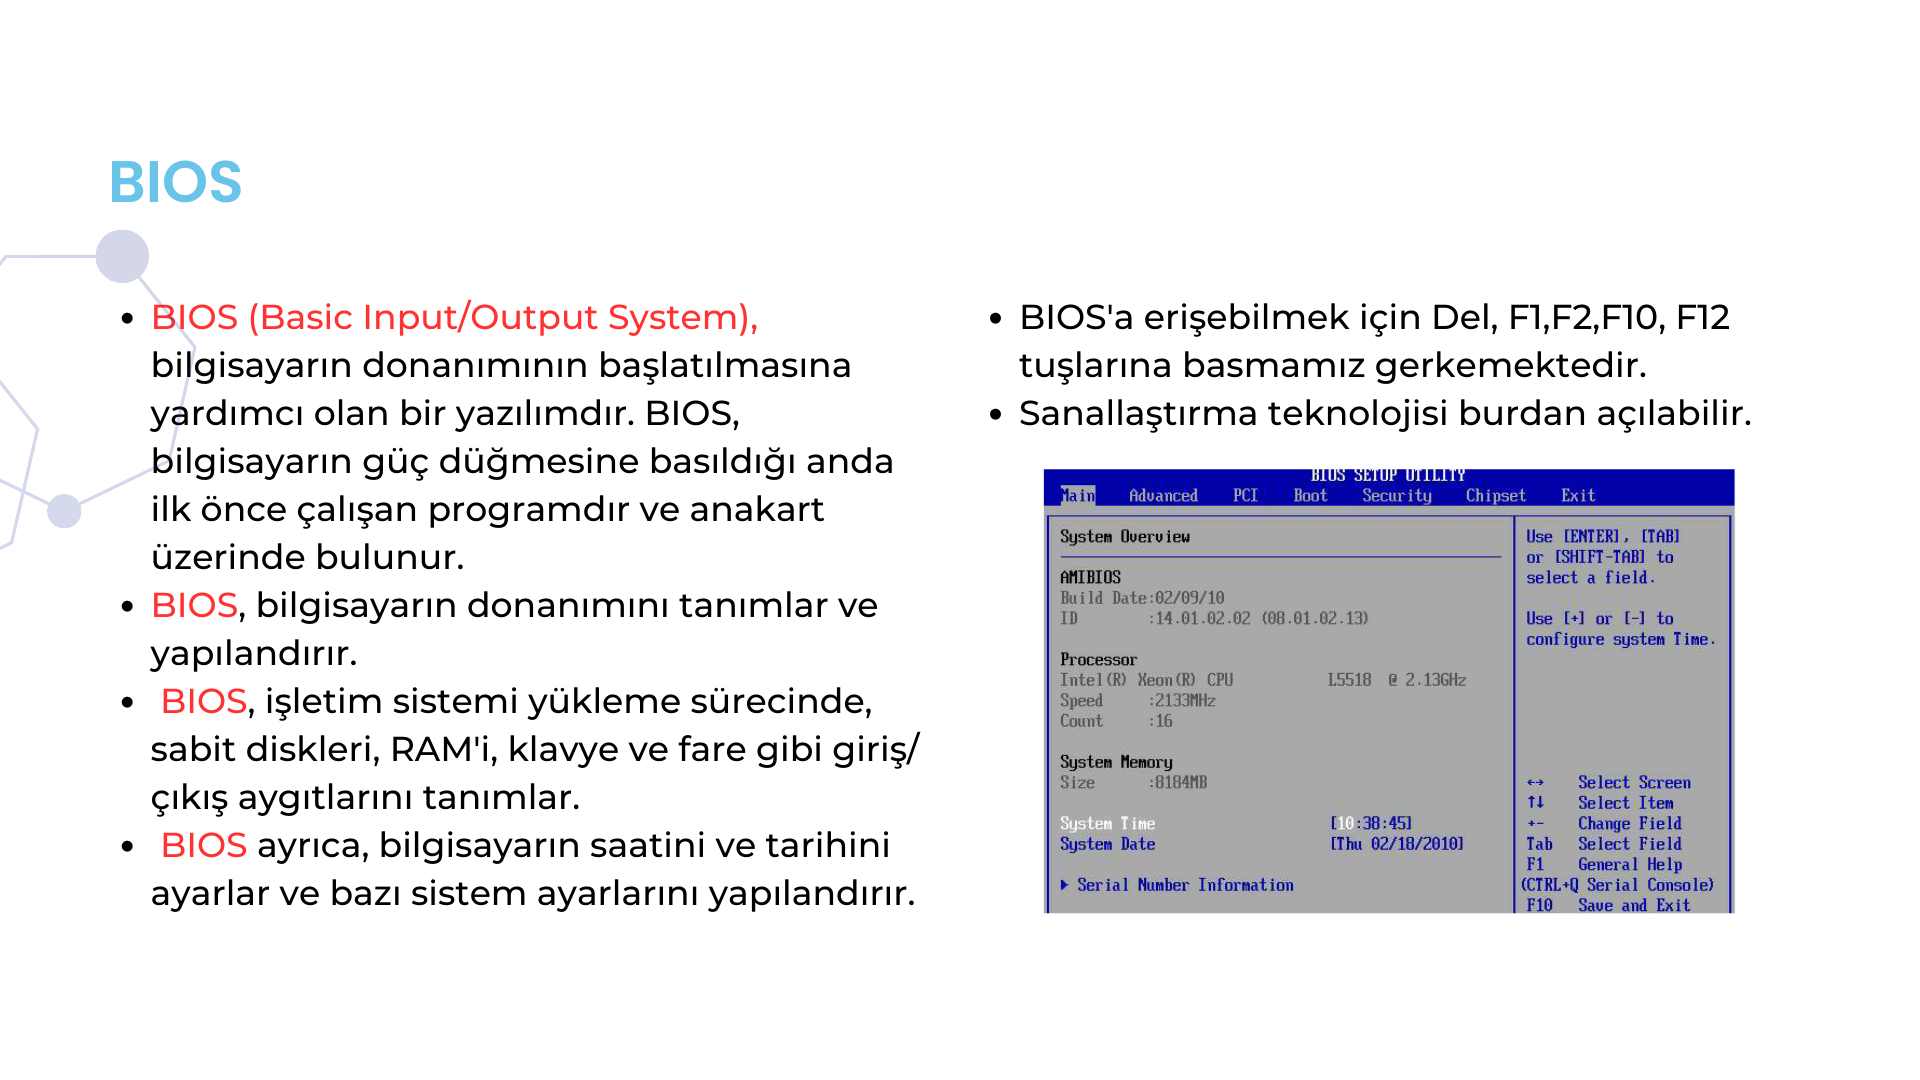 BIOS
• BIOS (Basic Input/Output System),
bilgisayarın donanımının başlatılmasına
yardımcı olan bir yazılımdır. BIOS,
bilgisayarın güç düğmesine basıldığı anda
ilk önce çalışan programdır ve anakart
üzerinde bulunur.
• BIOS, bilgisayarın donanımını tanımlar ve
yapılandırır.
• BIOS, işletim sistemi yükleme sürecinde,
sabit diskleri, RAM'i, klavye ve fare gibi giriş/
çıkış aygıtlarını tanımlar.
• BIOS ayrıca, bilgisayarın saatini ve tarihini
ayarlar ve bazı sistem ayarlarını yapılandırır.
• BIOS'a erişebilmek için Del, F1,F2,F10, F12
tuşlarına basmamız gerkemektedir.
• Sanallaştırma teknolojisi burdan açılabilir.
BIOS SETUP UTILITY
Main Advanced PCI Boot Security Chipset Exit
System Overview
AMIBIOS
Build Date:02/09/10
ID :14.01.02.02 (08.01.02.13)
Processor
Intel(R) Xeon(R) CPU L5518 @ 2.13GHz
Speed :2133MHz
Count :16
System Memory
Size :8184MB
System Time [10:38:45]
System Date [Thu 02/18/2010]
▶ Serial Number Information
Use [ENTER], [TAB]
or [SHIFT-TAB] to
select a field.
Use [+] or [-] to
configure system Time.
↔ Select Screen
↑↓ Select Item
+- Change Field
Tab Select Field
F1 General Help
(CTRL+Q Serial Console)
F10 Save and Exit